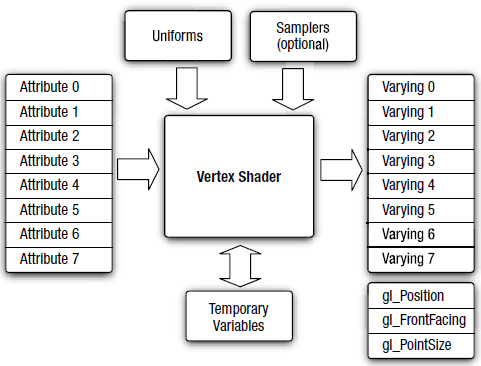 Uniforms
Samplers
(optional)
Attribute 0
Attribute 1
Attribute 2
Attribute 3
Attribute 4
Attribute 5
Attribute 6
Attribute 7
Vertex Shader
Varying 0
Varying 1
Varying 2
Varying 3
Varying 4
Varying 5
Varying 6
Varying 7
gl_Position
gl_FrontFacing
gl_PointSize
Temporary
Variables